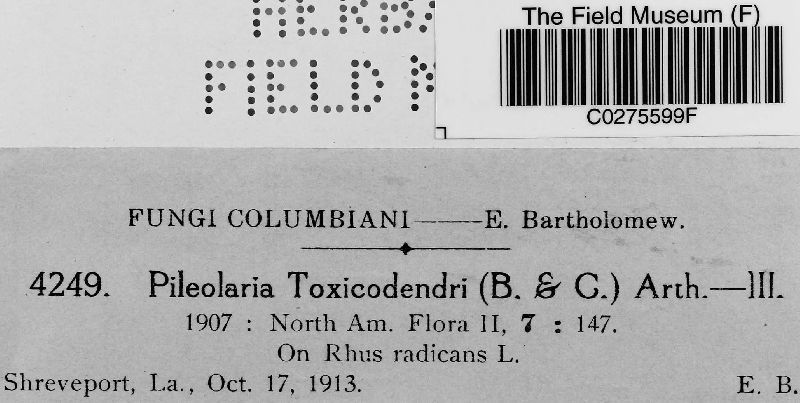 The Field Museum (F)
FIELD
C0275599F
FUNGI COLUMBIANI——E. Bartholomew.
4249. Pileolaria Toxicodendri (B. & C.) Arth.—III.
1907 : North Am. Flora II, 7 : 147.
On Rhus radicans L.
Shreveport, La., Oct. 17, 1913. E. B.